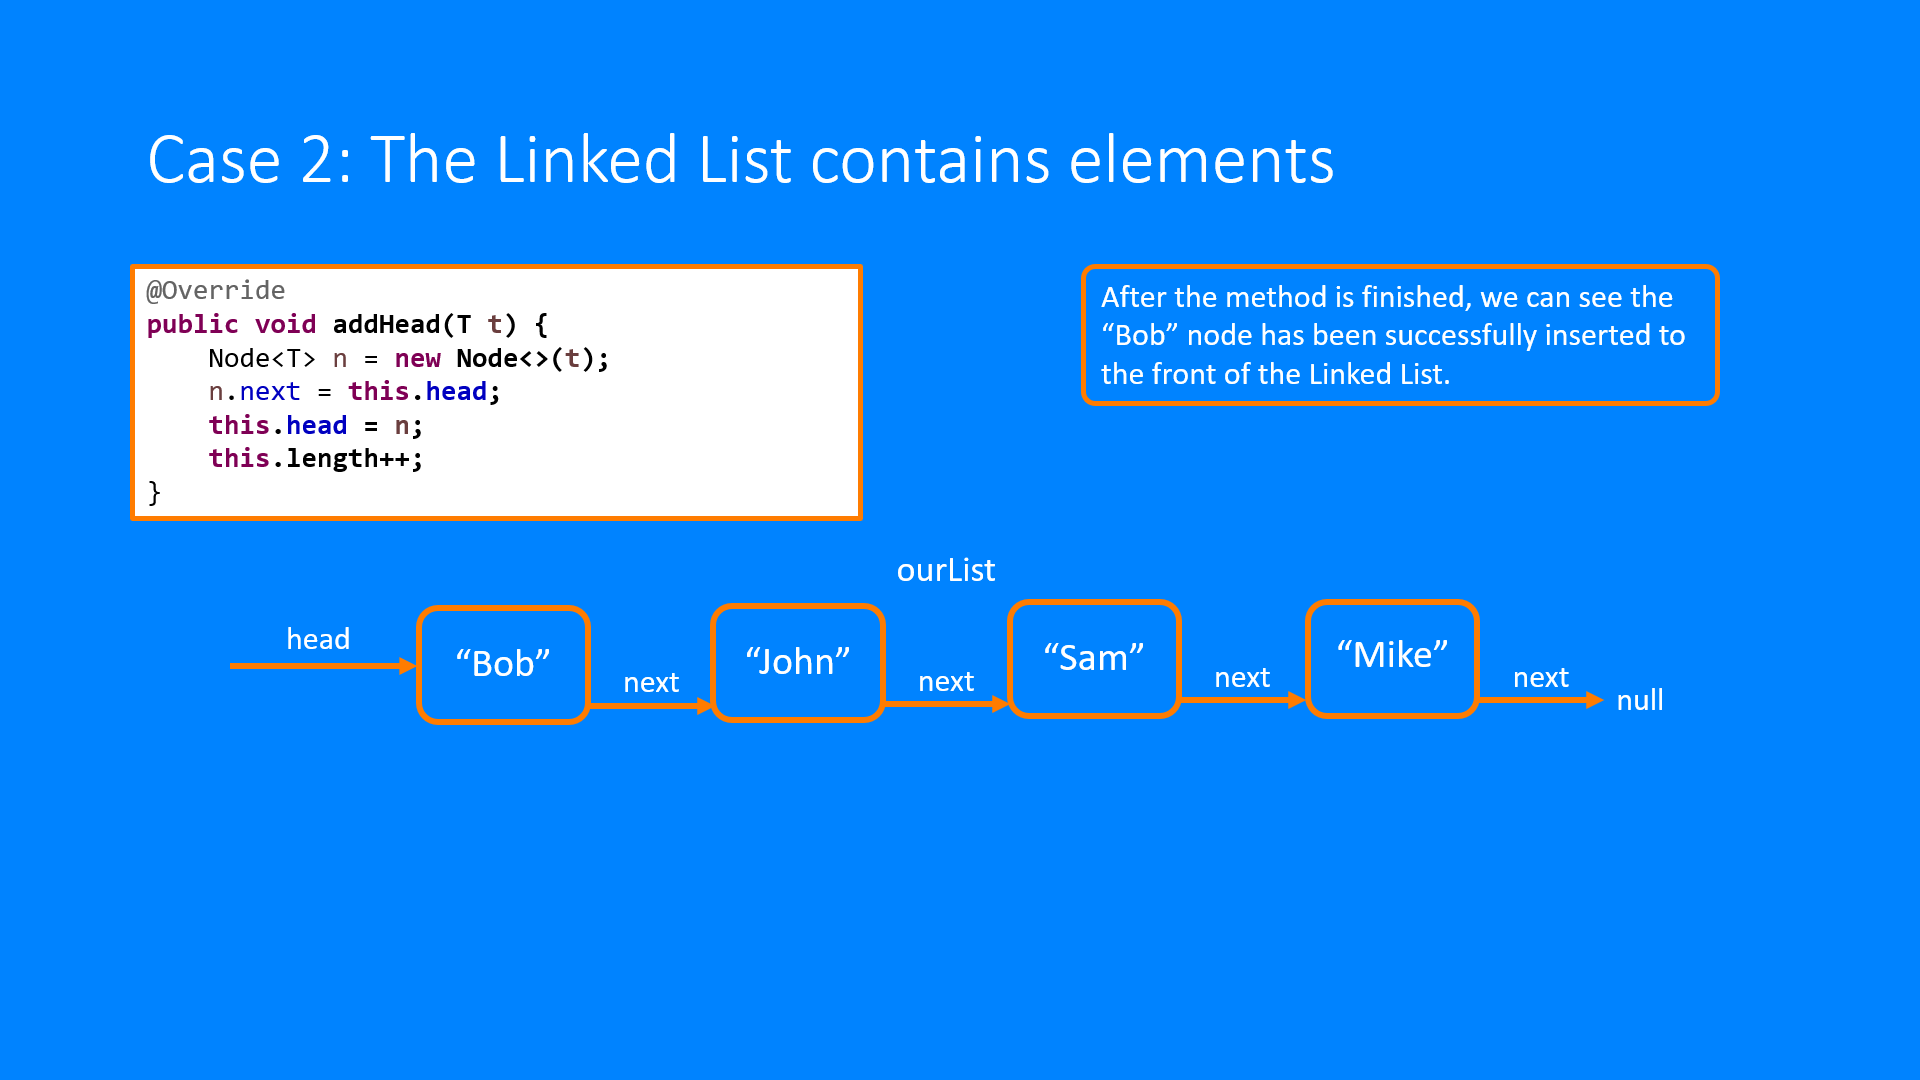 Case 2: The Linked List contains elements
@Override
public void addHead(T t) {
    Node<T> n = new Node<>(t);
    n.next = this.head;
    this.head = n;
    this.length++;
}
After the method is finished, we can see the
“Bob” node has been successfully inserted to
the front of the Linked List.
ourList
head
“Bob”
next
“John”
next
“Sam”
next
“Mike”
next
null